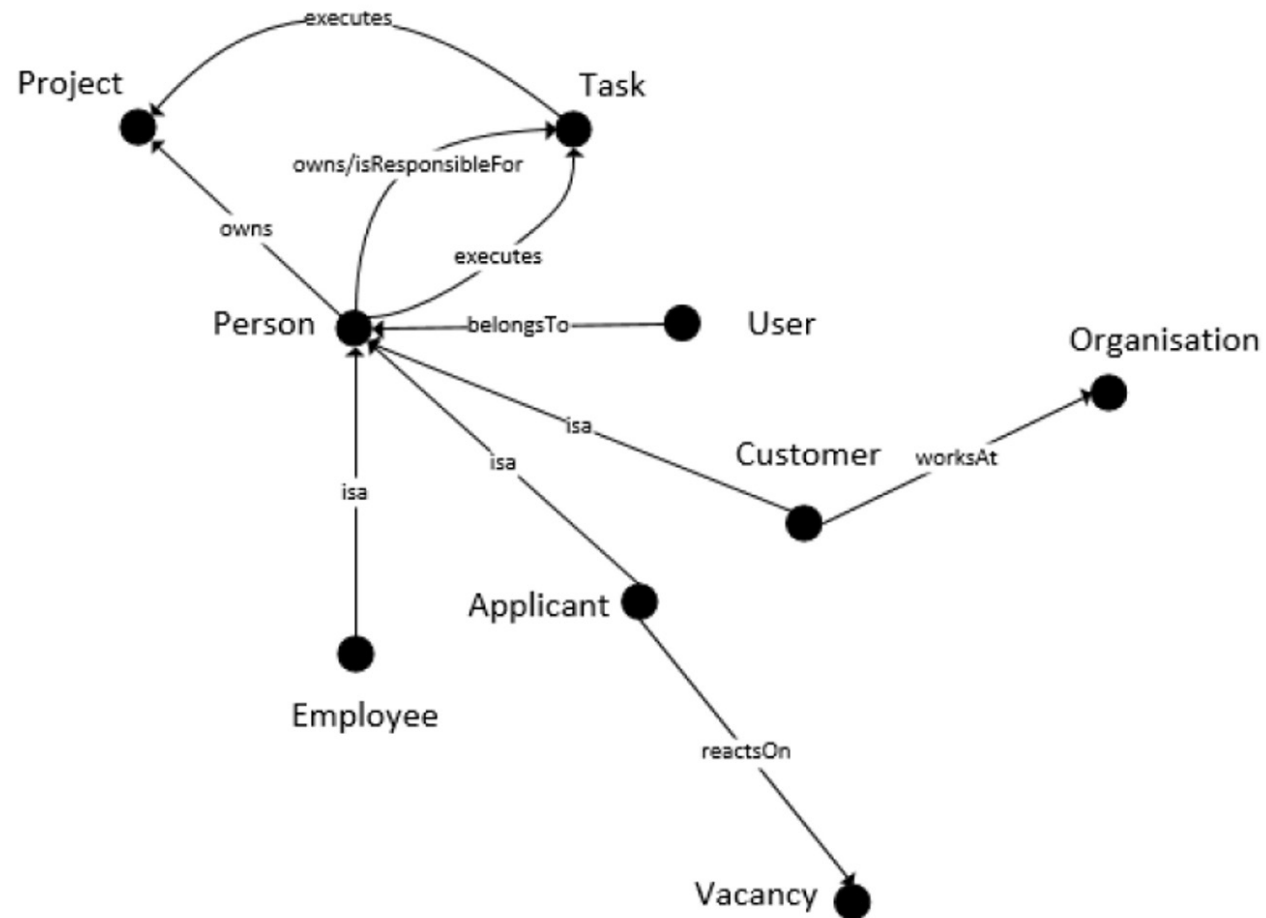 executes
Project
Task
owns/isResponsibleFor
owns
executes
Person
belongsTo
User
Organisation
isa
Customer
worksAt
isa
isa
Applicant
Employee
reactsOn
Vacancy